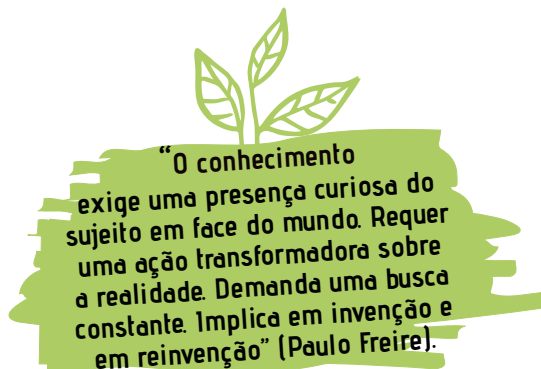 “O conhecimento
exige uma presença curiosa do
sujeito em face do mundo. Requer
uma ação transformadora sobre
a realidade. Demanda uma busca
constante. Implica em invenção e
em reinvenção” (Paulo Freire).